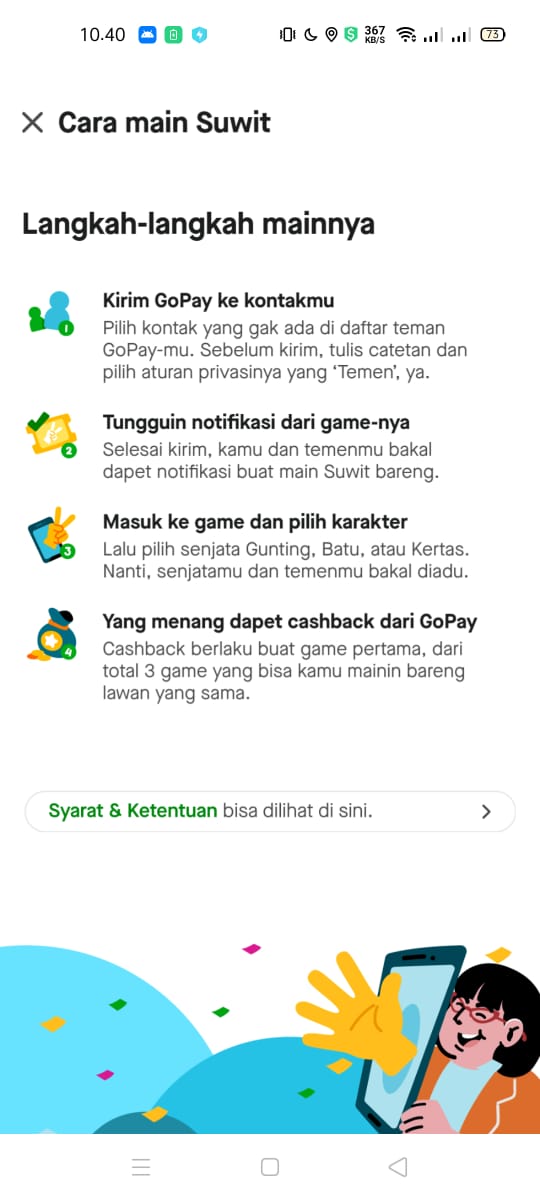 10.40
367
KB/S
73
Cara main Suwit
Langkah-langkah mainnya
1
Kirim GoPay ke kontakmu
Pilih kontak yang gak ada di daftar teman
GoPay-mu. Sebelum kirim, tulis catetan dan
pilih aturan privasinya yang ‘Temen’, ya.
2
Tungguin notifikasi dari game-nya
Selesai kirim, kamu dan temenmu bakal
dapet notifikasi buat main Suwit bareng.
3
Masuk ke game dan pilih karakter
Lalu pilih senjata Gunting, Batu, atau Kertas.
Nanti, senjatamu dan temenmu bakal diadu.
4
Yang menang dapet cashback dari GoPay
Cashback berlaku buat game pertama, dari
total 3 game yang bisa kamu mainin bareng
lawan yang sama.
Syarat & Ketentuan bisa dilihat di sini.